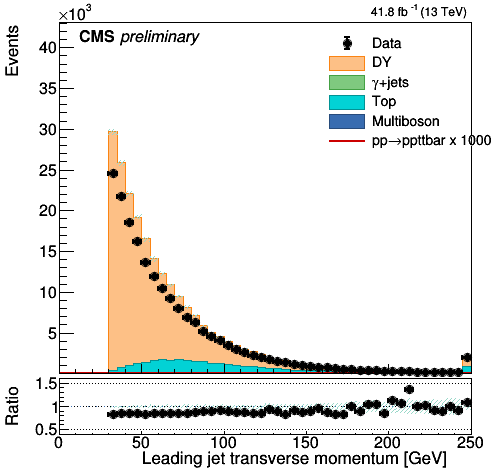 ×10³
41.8 fb⁻¹ (13 TeV)
CMS preliminary
Events
40
35
30
25
20
15
10
5
Data
DY
γ+jets
Top
Multiboson
pp→ppttbar x 1000
Ratio
1.5
1
0.5
0 50 100 150 200 250
Leading jet transverse momentum [GeV]